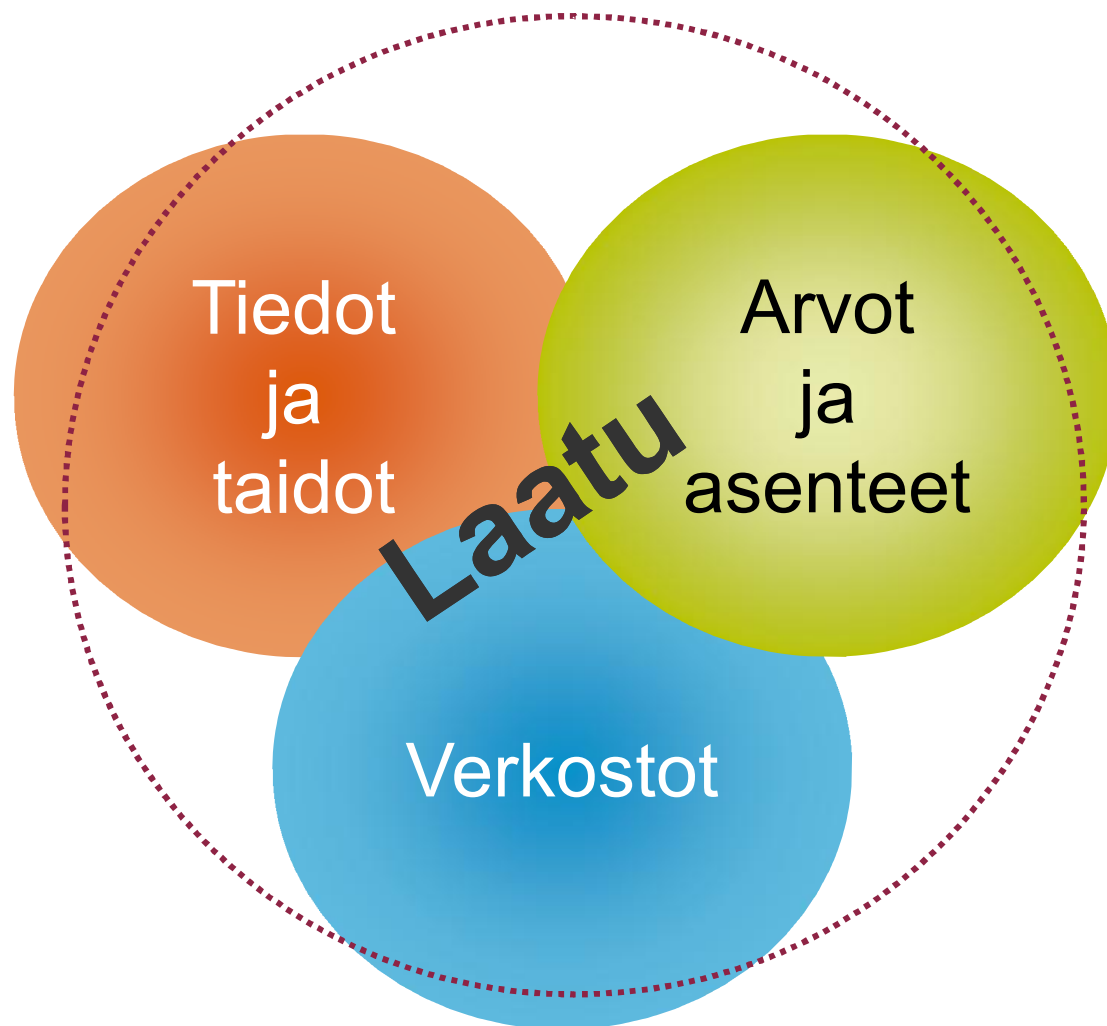 Tiedot
ja
taidot
Arvot
ja
asenteet
Laatu
Verkostot